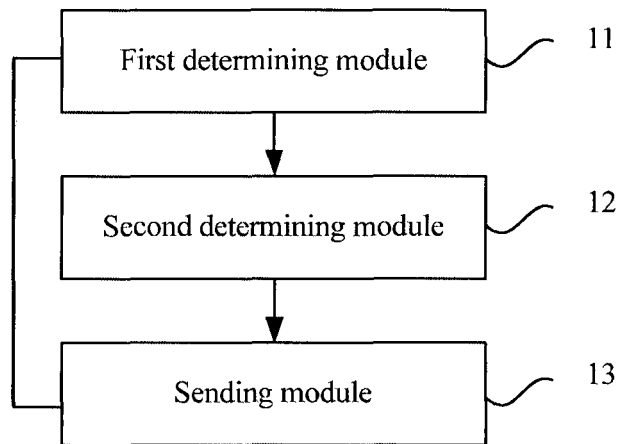 First determining module
11
Second determining module
12
Sending module
13